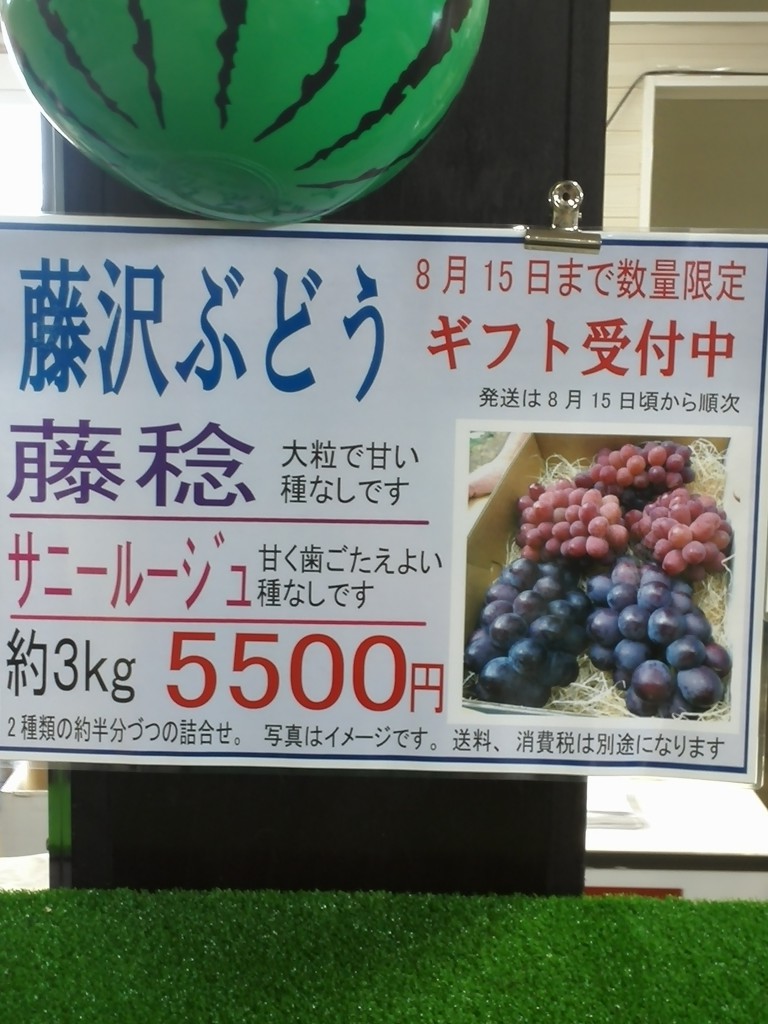 藤沢ぶどう
8月15日まで数量限定
ギフト受付中
発送は8月15日頃から順次
藤稔
大粒で甘い
種なしです
サニールージュ
甘く歯ごたえよい
種なしです
約3kg 5500円
2種類の約半分づつの詰合せ。 写真はイメージです。送料、消費税は別途になります